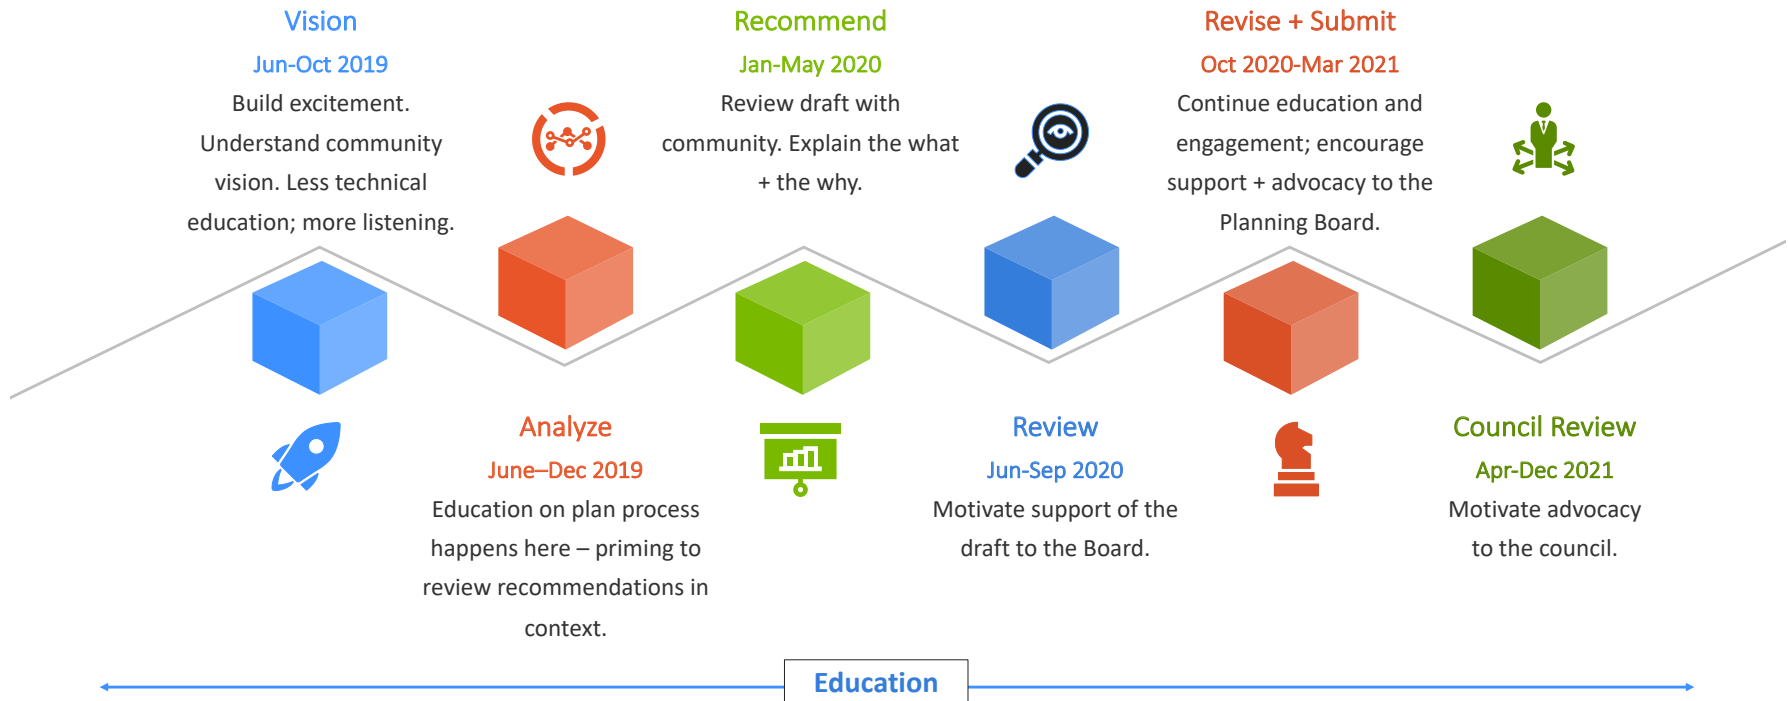 Vision
Jun-Oct 2019
Build excitement.
Understand community
vision. Less technical
education; more listening.
Analyze
June–Dec 2019
Education on plan process
happens here – priming to
review recommendations in
context.
Recommend
Jan-May 2020
Review draft with
community. Explain the what
+ the why.
Review
Jun-Sep 2020
Motivate support of the
draft to the Board.
Revise + Submit
Oct 2020-Mar 2021
Continue education and
engagement; encourage
support + advocacy to the
Planning Board.
Council Review
Apr-Dec 2021
Motivate advocacy
to the council.
Education